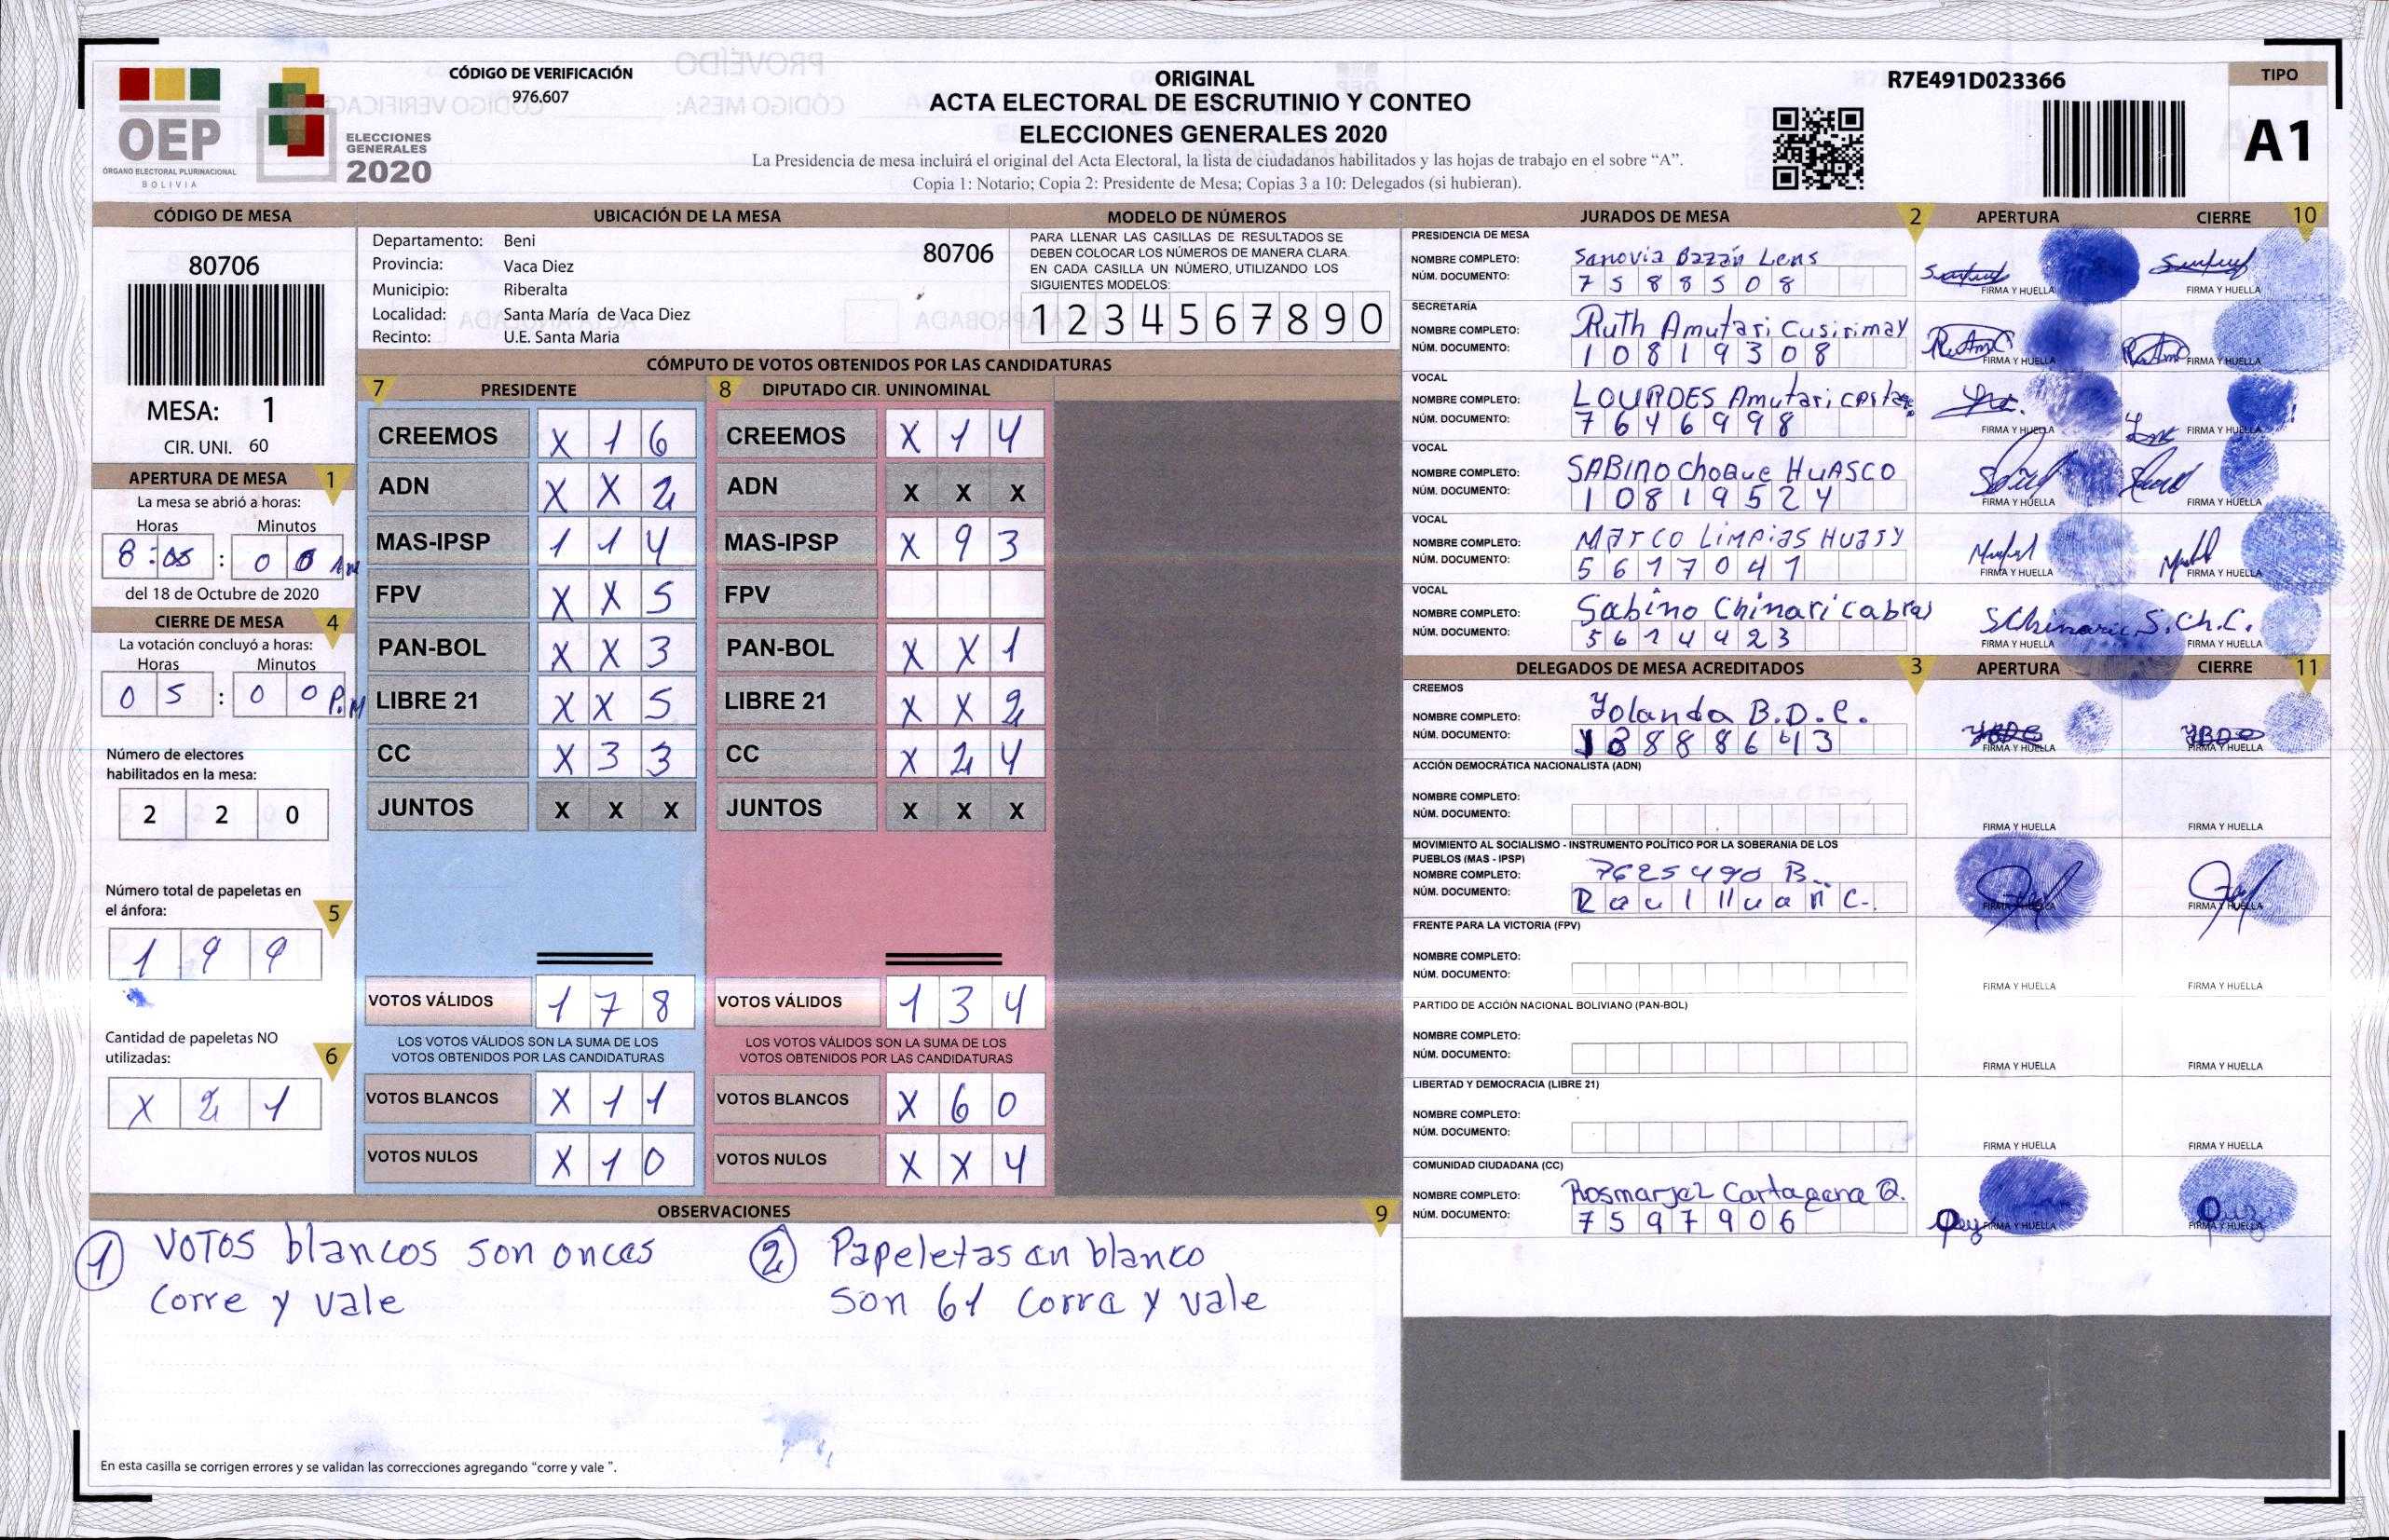 CÓDIGO DE VERIFICACIÓN
976.607
OEP
ÓRGANO ELECTORAL PLURINACIONAL
BOLIVIA
ELECCIONES
GENERALES
2020
ORIGINAL
ACTA ELECTORAL DE ESCRUTINIO Y CONTEO
ELECCIONES GENERALES 2020
La Presidencia de mesa incluirá el original del Acta Electoral, la lista de ciudadanos habilitados y las hojas de trabajo en el sobre “A”.
Copia 1: Notario; Copia 2: Presidente de Mesa; Copias 3 a 10: Delegados (si hubieran).
R7E491D023366
TIPO
A1
CÓDIGO DE MESA
80706
MESA: 1
CIR. UNI. 60
APERTURA DE MESA 1
La mesa se abrió a horas:
Horas Minutos
del 18 de Octubre de 2020
CIERRE DE MESA 4
La votación concluyó a horas:
Horas Minutos
0 5 : 0 0 P.M
Número de electores
habilitados en la mesa:
2 2 0
Número total de papeletas en
el ánfora: 5
1 9 9
Cantidad de papeletas NO
utilizadas: 6
X 2 1
UBICACIÓN DE LA MESA
Departamento: Beni
Provincia: Vaca Diez
Municipio: Riberalta
Localidad: Santa María de Vaca Diez
Recinto: U.E. Santa Maria
80706
MODELO DE NÚMEROS
PARA LLENAR LAS CASILLAS DE RESULTADOS SE
DEBEN COLOCAR LOS NÚMEROS DE MANERA CLARA
EN CADA CASILLA UN NÚMERO, UTILIZANDO LOS
SIGUIENTES MODELOS:
1 2 3 4 5 6 7 8 9 0
CÓMPUTO DE VOTOS OBTENIDOS POR LAS CANDIDATURAS
7 PRESIDENTE
CREEMOS X 1 6
ADN X X 2
MAS-IPSP 1 1 4
FPV X X 5
PAN-BOL X X 3
LIBRE 21 X X 5
CC X 3 3
JUNTOS X X X
VOTOS VÁLIDOS 1 7 8
LOS VOTOS VÁLIDOS SON LA SUMA DE LOS
VOTOS OBTENIDOS POR LAS CANDIDATURAS
VOTOS BLANCOS X 1 1
VOTOS NULOS X 1 0
8 DIPUTADO CIR. UNINOMINAL
CREEMOS X 1 4
ADN X X X
MAS-IPSP X 9 3
FPV
PAN-BOL X X 1
LIBRE 21 X X 2
CC X 2 4
JUNTOS X X X
VOTOS VÁLIDOS 1 3 4
LOS VOTOS VÁLIDOS SON LA SUMA DE LOS
VOTOS OBTENIDOS POR LAS CANDIDATURAS
VOTOS BLANCOS X 6 0
VOTOS NULOS X X 4
OBSERVACIONES 9
1 VOTOS blancos son onces
corre y vale
2 Papeletas en blanco
son 61 corre y vale
En esta casilla se corrigen errores y se validan las correcciones agregando “corre y vale ”.
JURADOS DE MESA 2 APERTURA CIERRE 10
PRESIDENCIA DE MESA
NOMBRE COMPLETO: Sanovia Bazán Lens
NÚM. DOCUMENTO: 7 5 8 8 5 0 8
FIRMA Y HUELLA FIRMA Y HUELLA
SECRETARÍA
NOMBRE COMPLETO: Ruth Amutari Cusirimay
NÚM. DOCUMENTO: 1 0 8 1 9 3 0 8
FIRMA Y HUELLA FIRMA Y HUELLA
VOCAL
NOMBRE COMPLETO: LOURDES Amutari
NÚM. DOCUMENTO: 7 6 4 6 9 9 8
FIRMA Y HUELLA FIRMA Y HUELLA
VOCAL
NOMBRE COMPLETO: SABINO choque HUASCO
NÚM. DOCUMENTO: 1 0 8 1 9 5 2 4
FIRMA Y HUELLA FIRMA Y HUELLA
VOCAL
NOMBRE COMPLETO: Marco Limpias Huasy
NÚM. DOCUMENTO: 5 6 1 7 0 4 1
FIRMA Y HUELLA FIRMA Y HUELLA
VOCAL
NOMBRE COMPLETO: Sabino Chinari cabras
NÚM. DOCUMENTO: 5 6 1 4 4 2 3
S.Ch.C.
FIRMA Y HUELLA FIRMA Y HUELLA
DELEGADOS DE MESA ACREDITADOS 3 APERTURA CIERRE 11
CREEMOS
NOMBRE COMPLETO: Yolanda B.D.C.
NÚM. DOCUMENTO:
FIRMA Y HUELLA FIRMA Y HUELLA
ACCIÓN DEMOCRÁTICA NACIONALISTA (ADN)
NOMBRE COMPLETO:
NÚM. DOCUMENTO:
FIRMA Y HUELLA FIRMA Y HUELLA
MOVIMIENTO AL SOCIALISMO - INSTRUMENTO POLÍTICO POR LA SOBERANIA DE LOS
PUEBLOS (MAS - IPSP)
NOMBRE COMPLETO: 7625490 B.
NÚM. DOCUMENTO: R a u l
FIRMA Y HUELLA FIRMA Y HUELLA
FRENTE PARA LA VICTORIA (FPV)
NOMBRE COMPLETO:
NÚM. DOCUMENTO:
FIRMA Y HUELLA FIRMA Y HUELLA
PARTIDO DE ACCIÓN NACIONAL BOLIVIANO (PAN-BOL)
NOMBRE COMPLETO:
NÚM. DOCUMENTO:
FIRMA Y HUELLA FIRMA Y HUELLA
LIBERTAD Y DEMOCRACIA (LIBRE 21)
NOMBRE COMPLETO:
NÚM. DOCUMENTO:
FIRMA Y HUELLA FIRMA Y HUELLA
COMUNIDAD CIUDADANA (CC)
NOMBRE COMPLETO: Rosmarjez Cartagena Q.
NÚM. DOCUMENTO: 7 5 9 7 9 0 6
FIRMA Y HUELLA FIRMA Y HUELLA